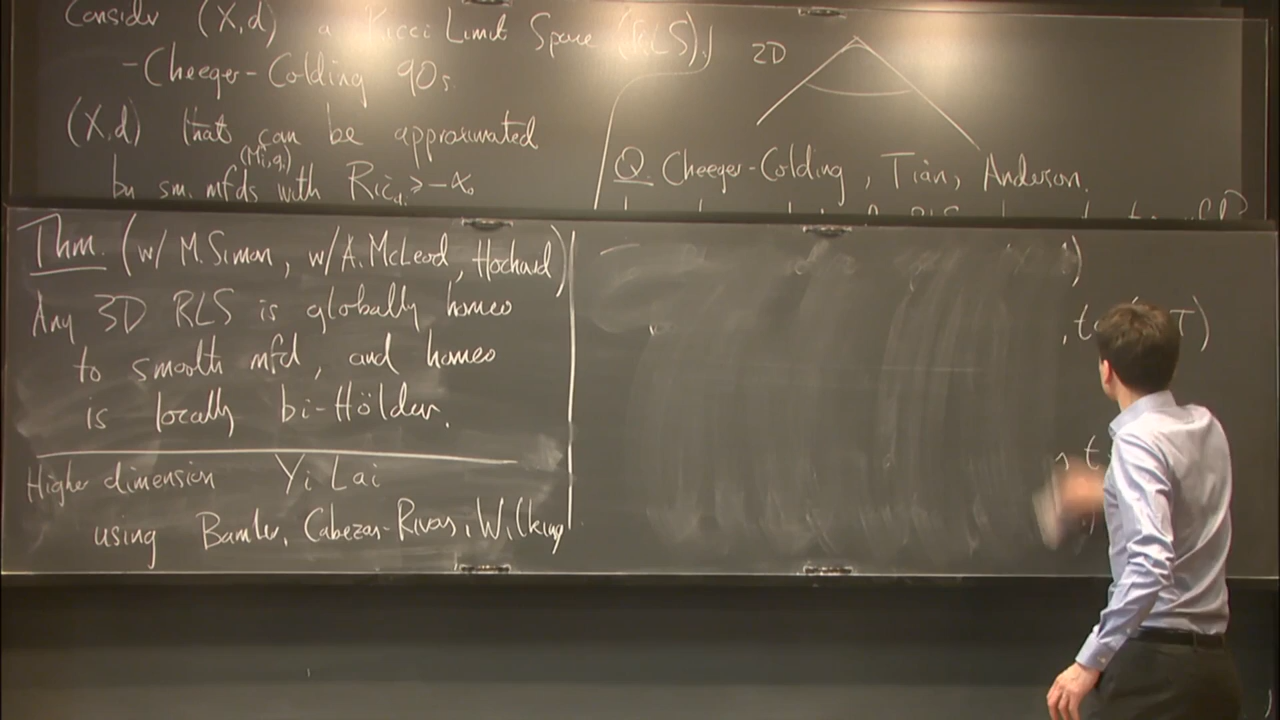 Consider (X,d) a Ricci Limit Space (RLS),
-Cheeger-Colding 90s
(X,d) that can be approximated
(Mi,gi)
by sm. mfds with Ric ≥ -α
2D
Q. Cheeger-Colding, Tian, Anderson.
Thm. (w/ M. Simon, w/ A. McLeod, Hochard)
Any 3D RLS is globally homeo
to smooth mfd, and homeo
is locally bi-Hölder.
Higher dimension Yi Lai
using Bamler, Cabezas-Rivas, Wilking
)
, t T)
, t